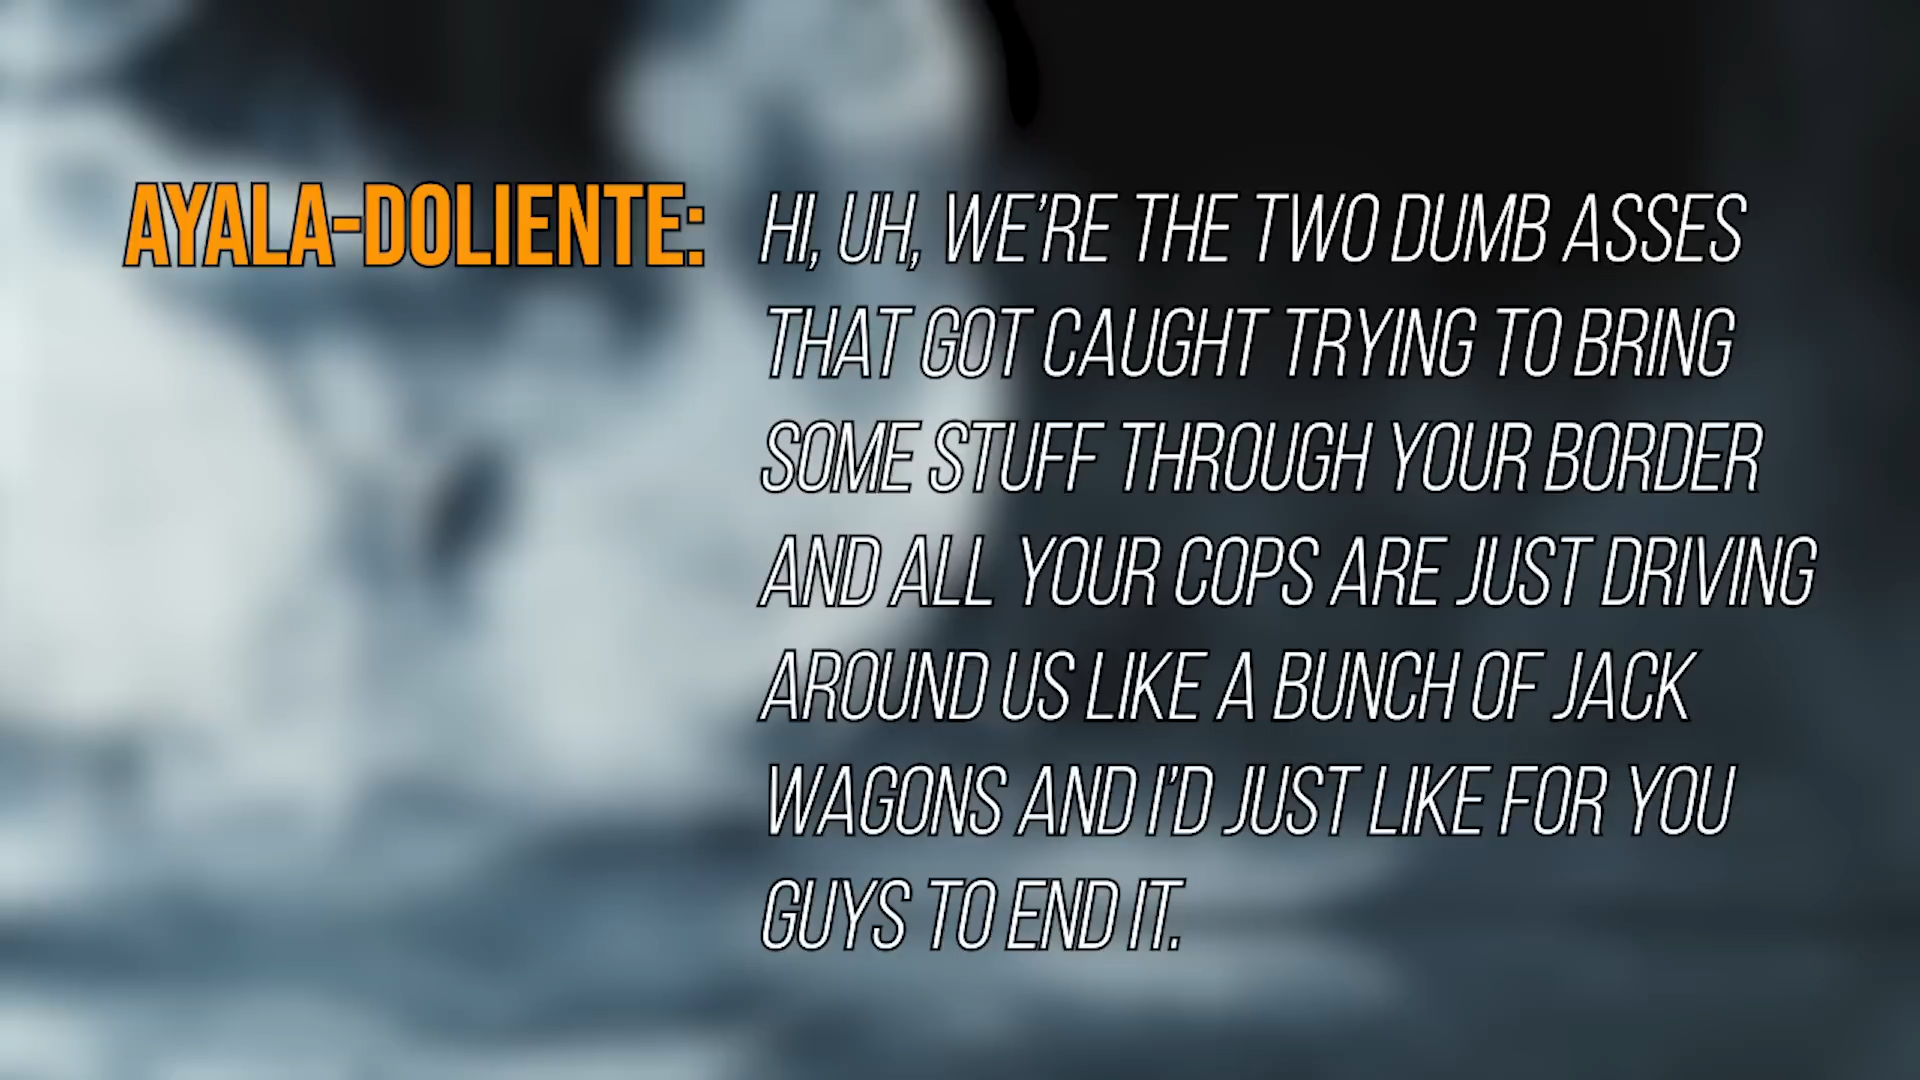 AYALA-DOLIENTE: HI, UH, WE'RE THE TWO DUMB ASSES
THAT GOT CAUGHT TRYING TO BRING
SOME STUFF THROUGH YOUR BORDER
AND ALL YOUR COPS ARE JUST DRIVING
AROUND US LIKE A BUNCH OF JACK
WAGONS AND I'D JUST LIKE FOR YOU
GUYS TO END IT.